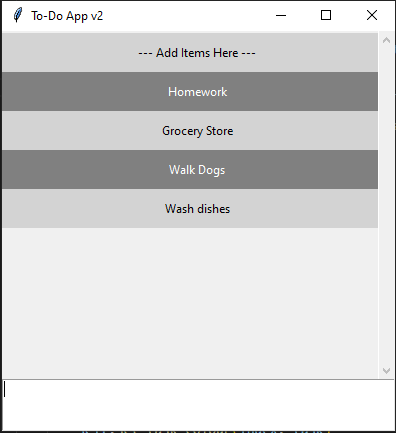 To-Do App v2
--- Add Items Here ---
Homework
Grocery Store
Walk Dogs
Wash dishes